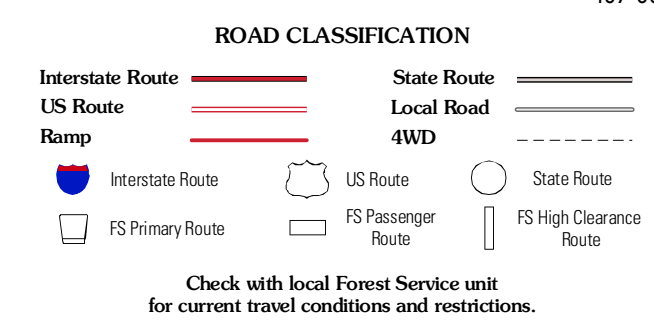 ROAD CLASSIFICATION
Interstate Route
State Route
US Route
Local Road
Ramp
4WD
Interstate Route
US Route
State Route
FS Primary Route
FS Passenger
Route
FS High Clearance
Route
Check with local Forest Service unit
for current travel conditions and restrictions.